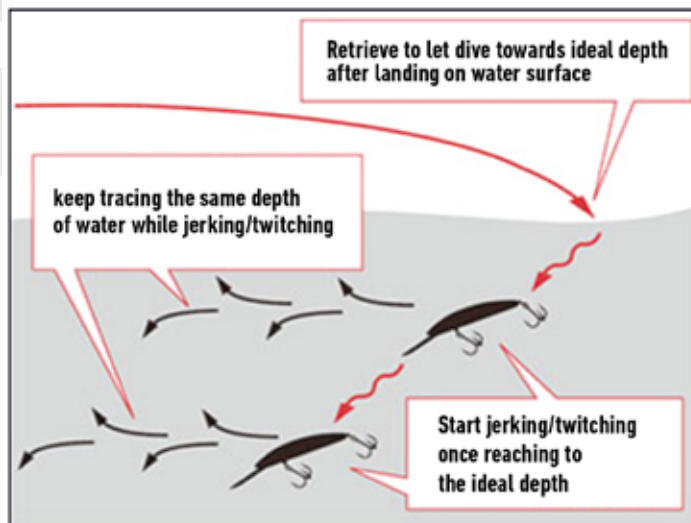 Retrieve to let dive towards ideal depth
after landing on water surface
keep tracing the same depth
of water while jerking/twitching
Start jerking/twitching
once reaching to
the ideal depth